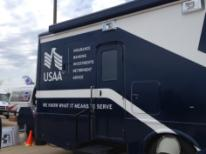 USAA
INSURANCE
BANKING
INVESTMENTS
RETIREMENT
ADVICE
WE KNOW WHAT IT MEANS TO SERVE